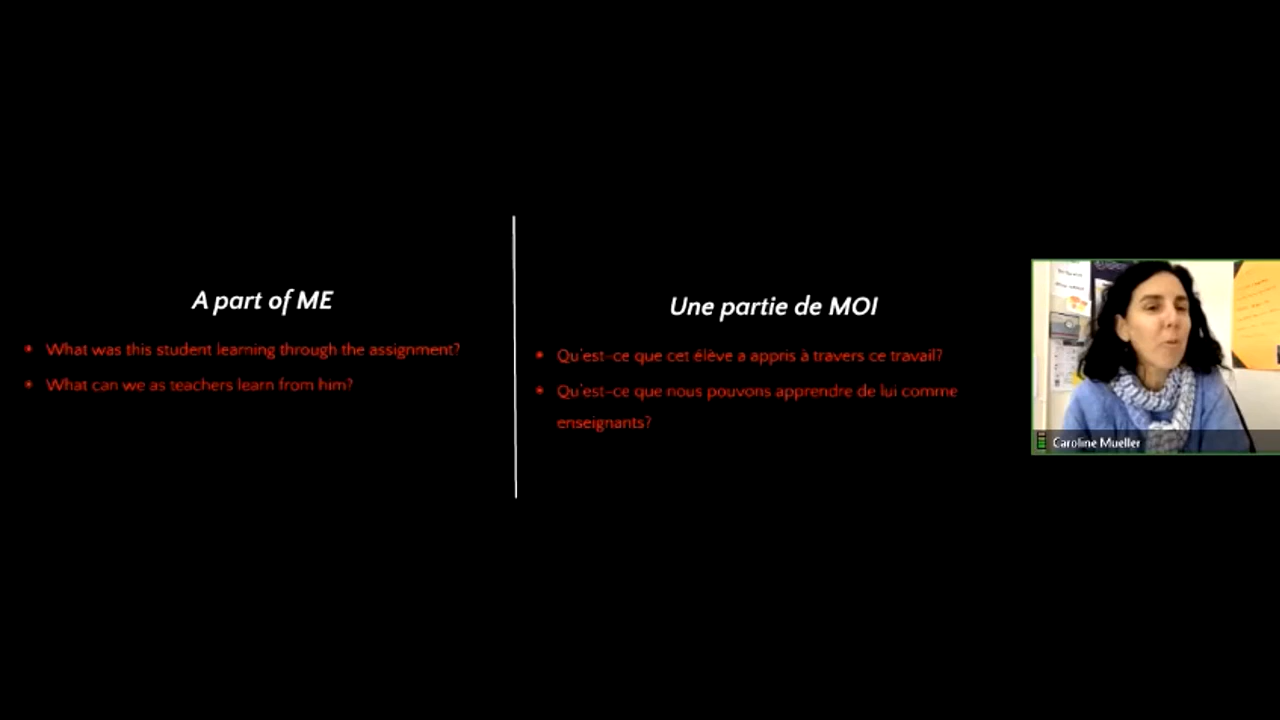 A part of ME
• What was this student learning through the assignment?
• What can we as teachers learn from him?
Une partie de MOI
• Qu'est-ce que cet élève a appris à travers ce travail?
• Qu'est-ce que nous pouvons apprendre de lui comme
enseignants?
Caroline Mueller